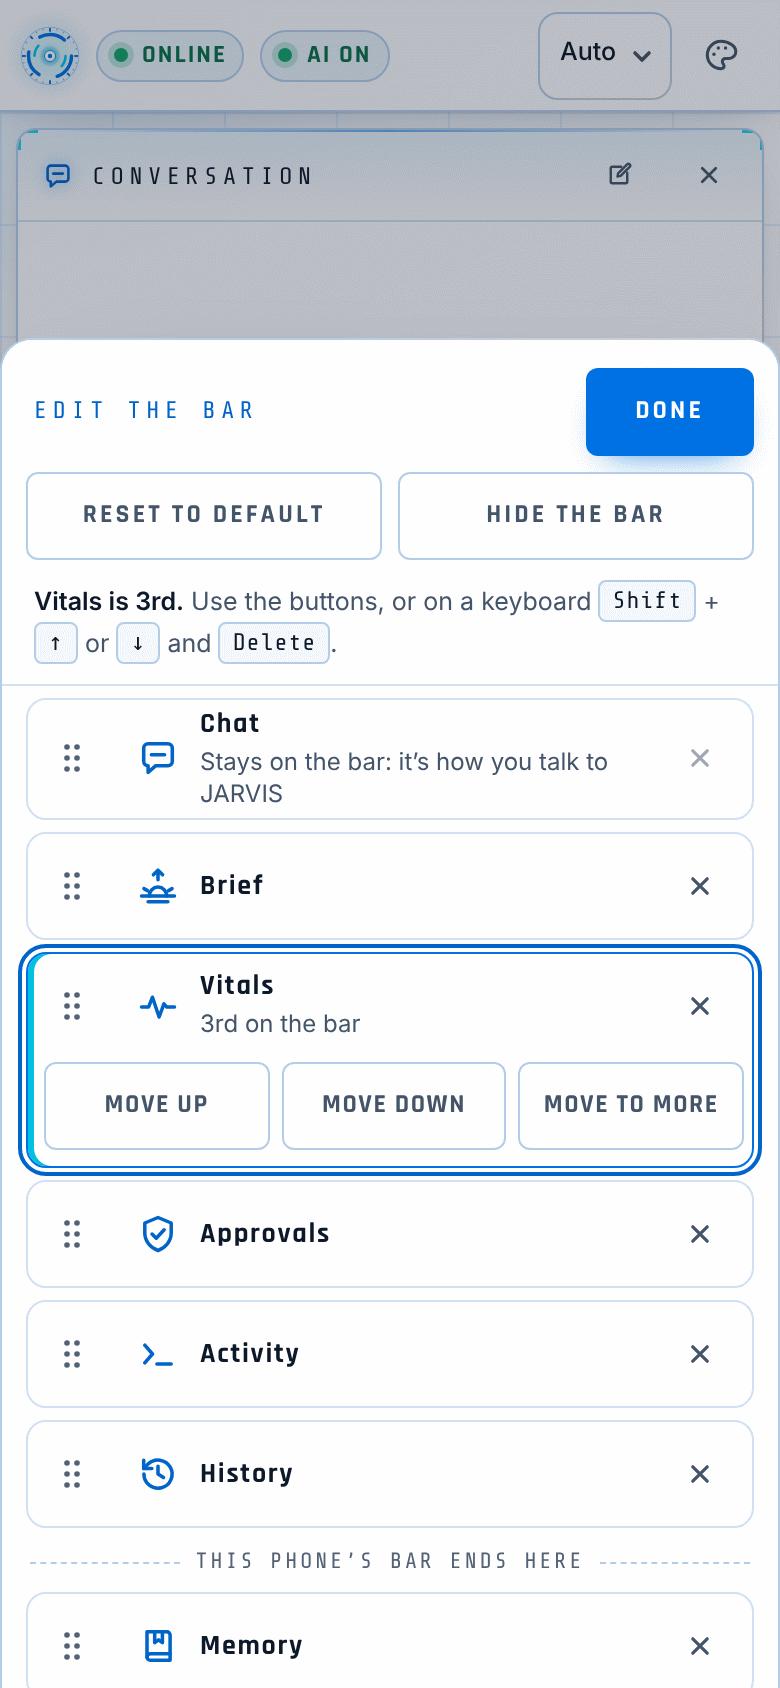 ONLINE
AI ON
Auto
CONVERSATION
EDIT THE BAR
DONE
RESET TO DEFAULT
HIDE THE BAR
Vitals is 3rd. Use the buttons, or on a keyboard Shift +
↑ or ↓ and Delete.
Chat
Stays on the bar: it’s how you talk to
JARVIS
Brief
Vitals
3rd on the bar
MOVE UP
MOVE DOWN
MOVE TO MORE
Approvals
Activity
History
THIS PHONE’S BAR ENDS HERE
Memory